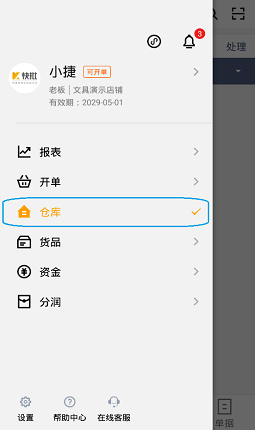 3
处理
快批
小捷 可开单
老板 | 文具演示店铺
有效期：2029-05-01
报表
开单
仓库
货品
资金
分润
单据
设置 帮助中心 在线客服